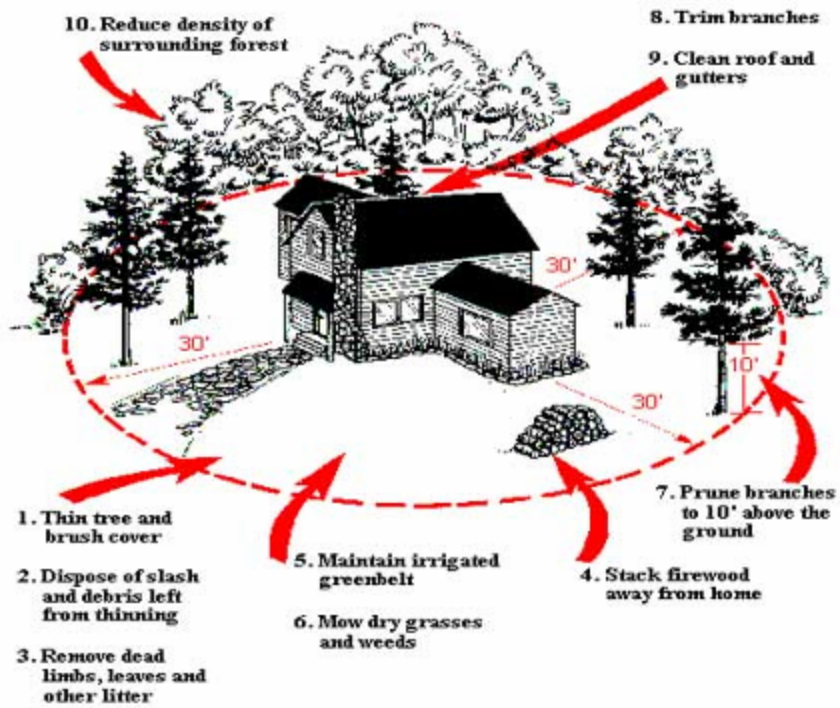 10. Reduce density of
surrounding forest
8. Trim branches
9. Clean roof and
gutters
30'
30'
30'
10'
1. Thin tree and
brush cover
2. Dispose of slash
and debris left
from thinning
3. Remove dead
limbs, leaves and
other litter
5. Maintain irrigated
greenbelt
6. Mow dry grasses
and weeds
4. Stack firewood
away from home
7. Prune branches
to 10' above the
ground